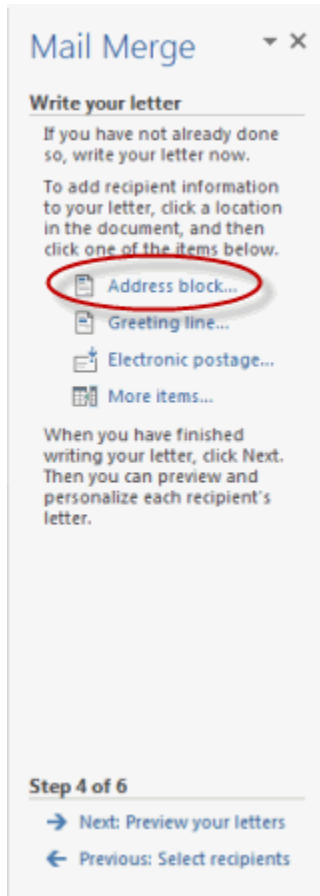 Mail Merge
Write your letter
If you have not already done
so, write your letter now.
To add recipient information
to your letter, click a location
in the document, and then
click one of the items below.
Address block...
Greeting line...
Electronic postage...
More items...
When you have finished
writing your letter, click Next.
Then you can preview and
personalize each recipient's
letter.
Step 4 of 6
Next: Preview your letters
Previous: Select recipients